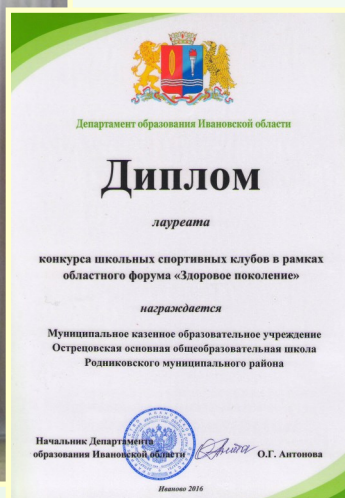 Департамент образования Ивановской области
Диплом
лауреата
конкурса школьных спортивных клубов в рамках
областного форума «Здоровое поколение»
награждается
Муниципальное казенное образовательное учреждение
Острецовская основная общеобразовательная школа
Родниковского муниципального района
Начальник Департамента
образования Ивановской области О.Г. Антонова
Иваново 2016